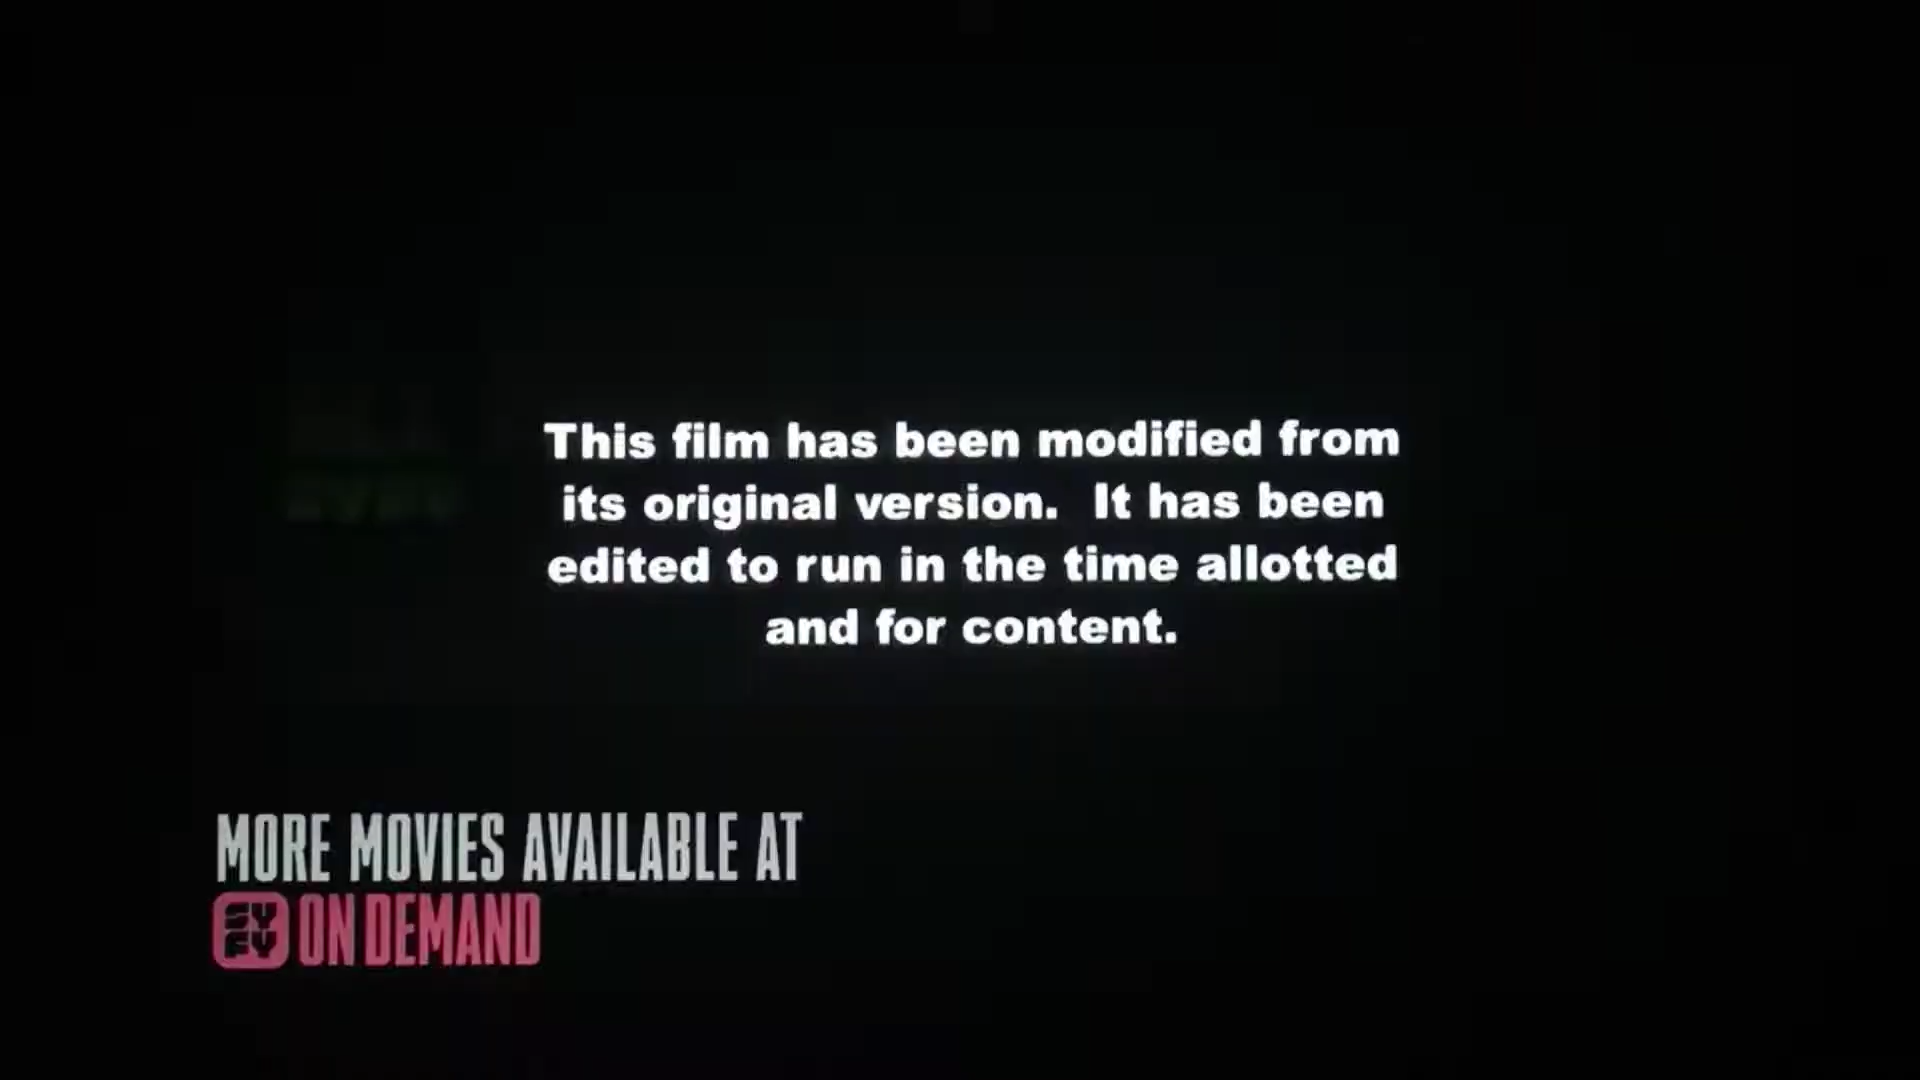 This film has been modified from
its original version.  It has been
edited to run in the time allotted
and for content.
MORE MOVIES AVAILABLE AT
SYFY ON DEMAND